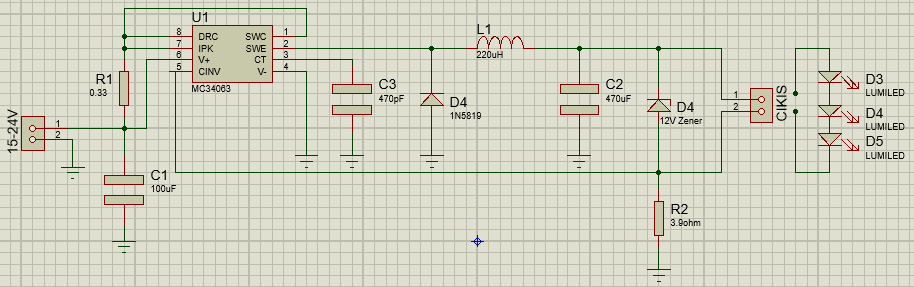 U1
8 DRC SWC 1
7 IPK SWE 2
6 V+ CT 3
5 CINV V- 4
MC34063
R1
0.33
15-24V
1
2
C1
100uF
C3
470pF
D4
1N5819
L1
220uH
C2
470uF
D4
12V Zener
R2
3.9ohm
1
2
CIKIS
D3
LUMILED
D4
LUMILED
D5
LUMILED